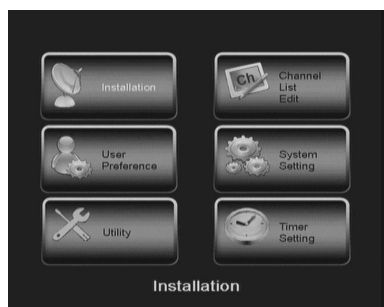 Installation
Ch
Channel
List
Edit
User
Preference
System
Setting
Utility
Timer
Setting
Installation